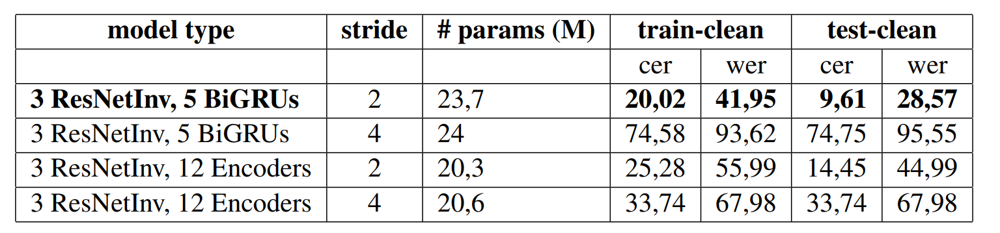 model type stride # params (M) train-clean test-clean
cer wer cer wer
3 ResNetInv, 5 BiGRUs 2 23,7 20,02 41,95 9,61 28,57
3 ResNetInv, 5 BiGRUs 4 24 74,58 93,62 74,75 95,55
3 ResNetInv, 12 Encoders 2 20,3 25,28 55,99 14,45 44,99
3 ResNetInv, 12 Encoders 4 20,6 33,74 67,98 33,74 67,98